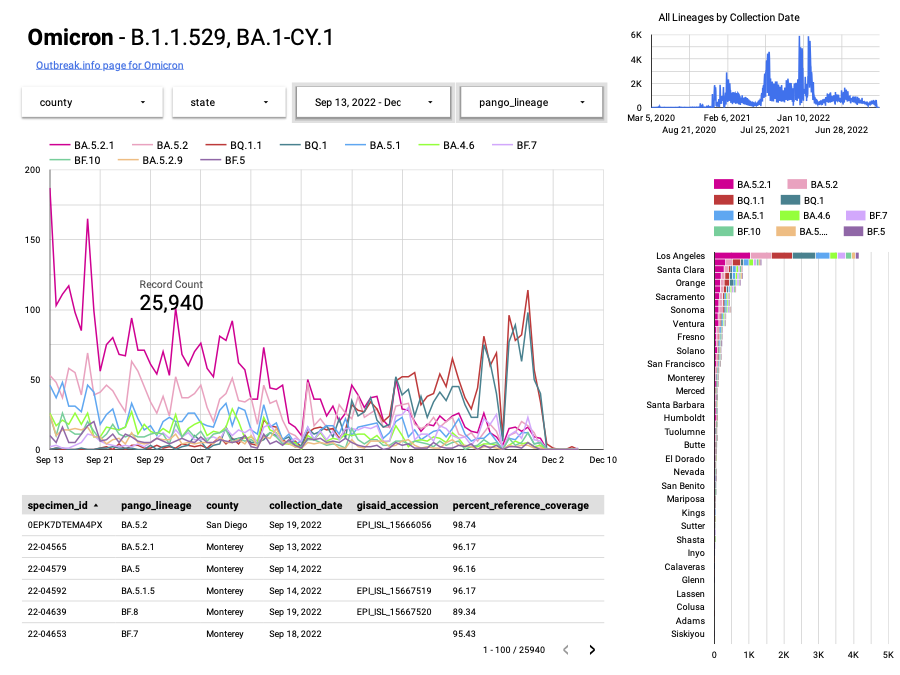 Omicron - B.1.1.529, BA.1-CY.1
Outbreak.info page for Omicron
county
state
Sep 13, 2022 - Dec
pango_lineage
BA.5.2.1 BA.5.2 BQ.1.1 BQ.1 BA.5.1 BA.4.6 BF.7
BF.10 BA.5.2.9 BF.5
200
150
100
50
0
Record Count
25,940
Sep 13 Sep 21 Sep 29 Oct 7 Oct 15 Oct 23 Oct 31 Nov 8 Nov 16 Nov 24 Dec 2 Dec 10
specimen_id pango_lineage county collection_date gisaid_accession percent_reference_coverage
0EPK7DTEMA4PX BA.5.2 San Diego Sep 19, 2022 EPI_ISL_15666056 98.74
22-04565 BA.5.2.1 Monterey Sep 13, 2022 96.17
22-04579 BA.5 Monterey Sep 14, 2022 96.16
22-04592 BA.5.1.5 Monterey Sep 14, 2022 EPI_ISL_15667519 96.17
22-04639 BF.8 Monterey Sep 19, 2022 EPI_ISL_15667520 89.34
22-04653 BF.7 Monterey Sep 18, 2022 95.43
1 - 100 / 25940
All Lineages by Collection Date
6K
4K
2K
0
Mar 5, 2020 Feb 6, 2021 Jan 10, 2022
Aug 21, 2020 Jul 25, 2021 Jun 28, 2022
BA.5.2.1 BA.5.2
BQ.1.1 BQ.1
BA.5.1 BA.4.6 BF.7
BF.10 BA.5.... BF.5
Los Angeles
Santa Clara
Orange
Sacramento
Sonoma
Ventura
Fresno
Solano
San Francisco
Monterey
Merced
Santa Barbara
Humboldt
Tuolumne
Butte
El Dorado
Nevada
San Benito
Mariposa
Kings
Sutter
Shasta
Inyo
Calaveras
Glenn
Lassen
Colusa
Adams
Siskiyou
0 1K 2K 3K 4K 5K